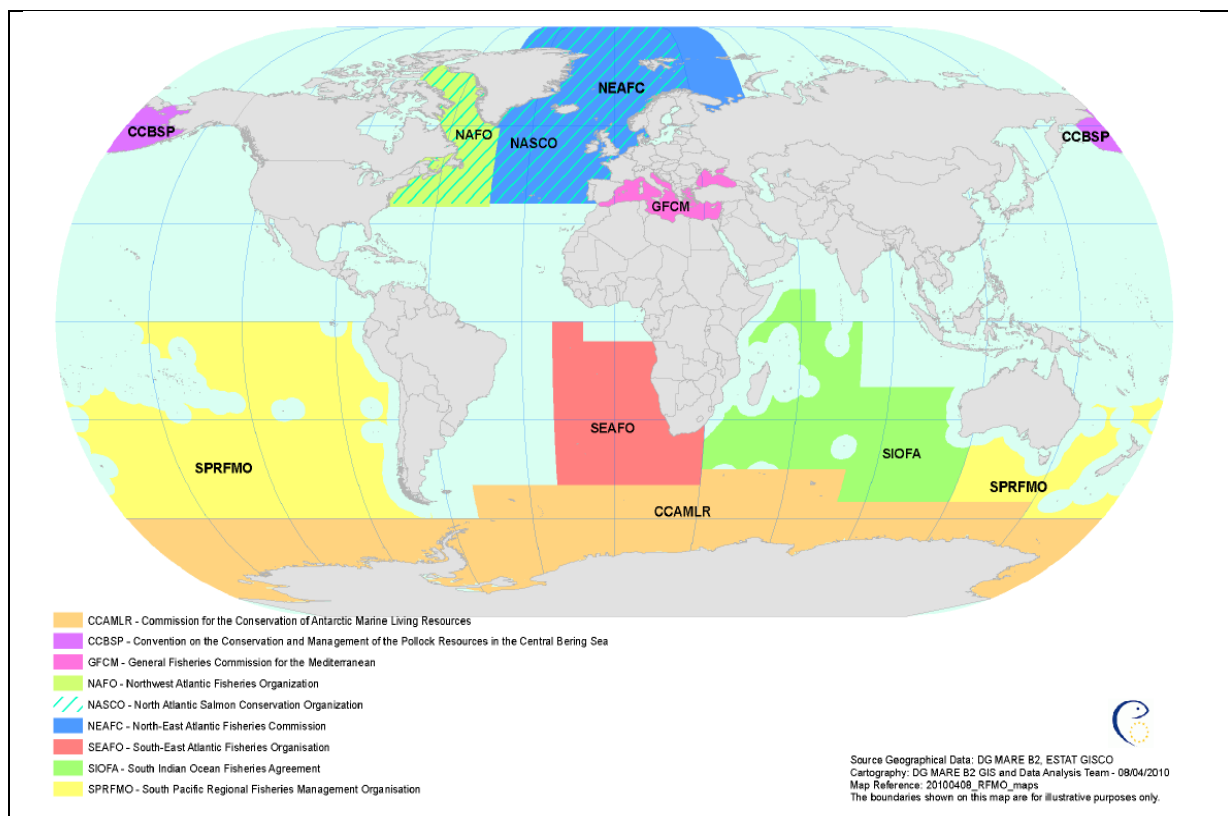 CCBSP
NEAFC
NAFO
NASCO
CCBSP
GFCM
SEAFO
SIOFA
SPRFMO
SPRFMO
CCAMLR
CCAMLR - Commission for the Conservation of Antarctic Marine Living Resources
CCBSP - Convention on the Conservation and Management of the Pollock Resources in the Central Bering Sea
GFCM - General Fisheries Commission for the Mediterranean
NAFO - Northwest Atlantic Fisheries Organization
NASCO - North Atlantic Salmon Conservation Organization
NEAFC - North-East Atlantic Fisheries Commission
SEAFO - South-East Atlantic Fisheries Organisation
SIOFA - South Indian Ocean Fisheries Agreement
SPRFMO - South Pacific Regional Fisheries Management Organisation
Source Geographical Data: DG MARE B2, ESTAT GISCO
Cartography: DG MARE B2 GIS and Data Analysis Team - 08/04/2010
Map Reference: 20100408_RFMO_maps
The boundaries shown on this map are for illustrative purposes only.